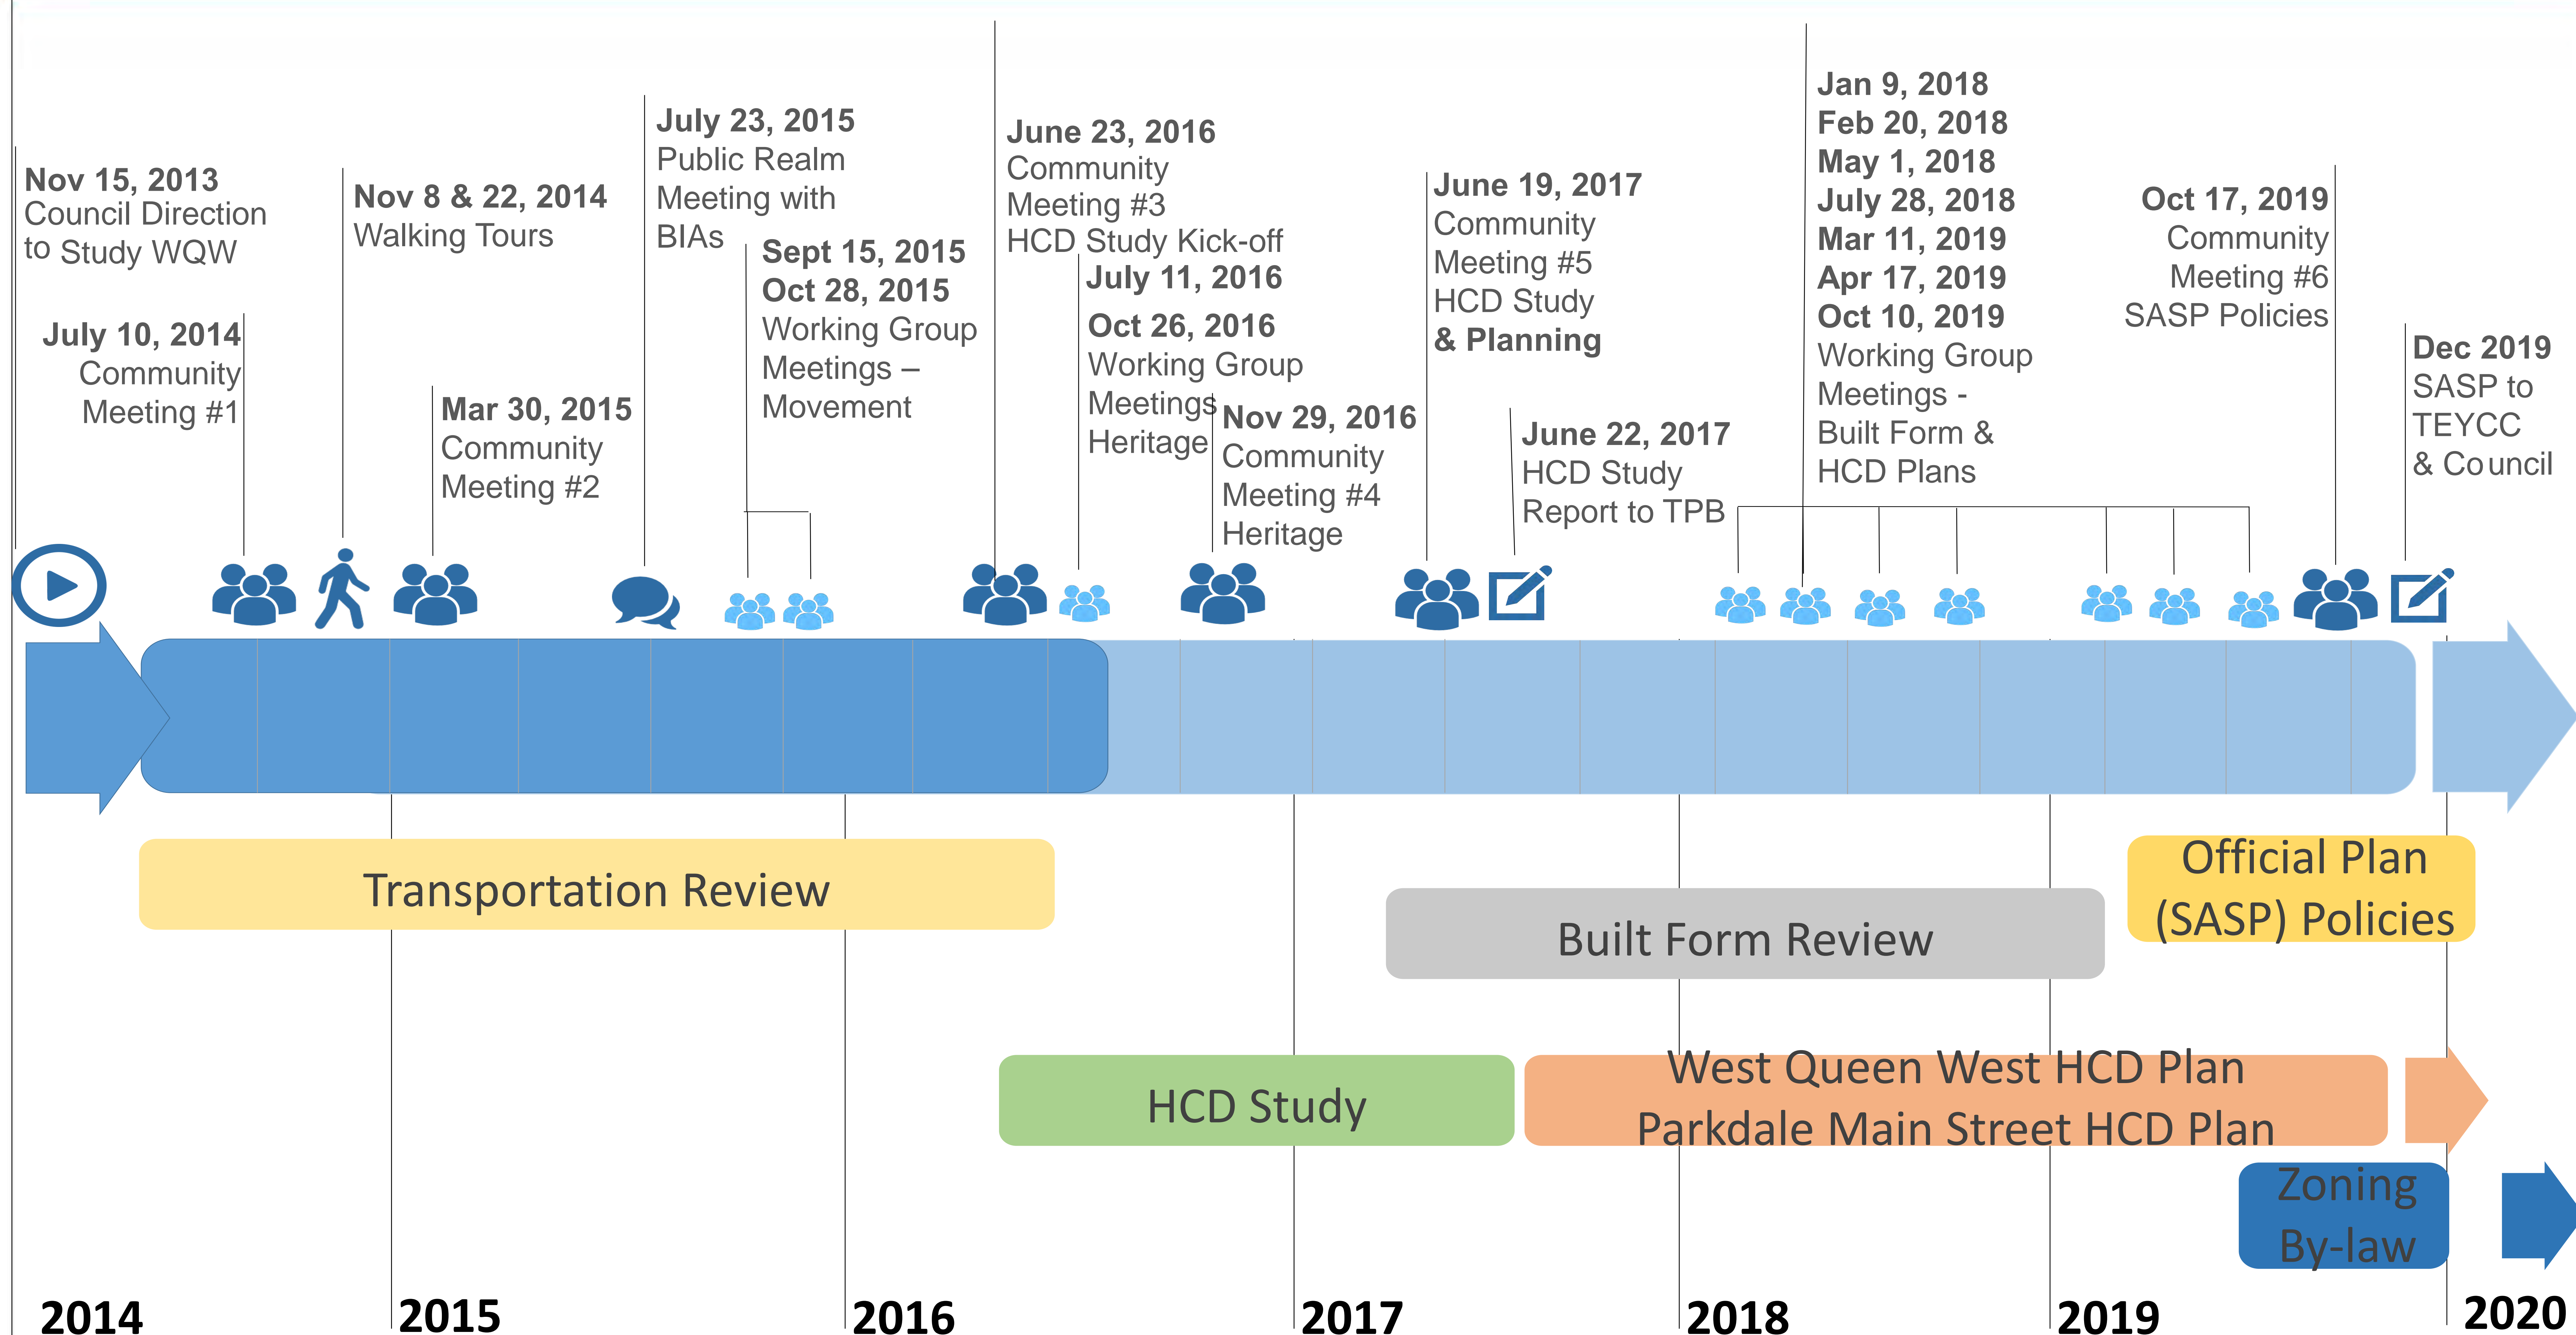 Nov 15, 2013
Council Direction
to Study WQW
July 10, 2014
Community
Meeting #1
Nov 8 & 22, 2014
Walking Tours
Mar 30, 2015
Community
Meeting #2
July 23, 2015
Public Realm
Meeting with
BIAs
Sept 15, 2015
Oct 28, 2015
Working Group
Meetings –
Movement
June 23, 2016
Community
Meeting #3
HCD Study Kick-off
July 11, 2016
Oct 26, 2016
Working Group
Meetings
Heritage
Nov 29, 2016
Community
Meeting #4
Heritage
June 19, 2017
Community
Meeting #5
HCD Study
& Planning
June 22, 2017
HCD Study
Report to TPB
Jan 9, 2018
Feb 20, 2018
May 1, 2018
July 28, 2018
Mar 11, 2019
Apr 17, 2019
Oct 10, 2019
Working Group
Meetings -
Built Form &
HCD Plans
Oct 17, 2019
Community
Meeting #6
SASP Policies
Dec 2019
SASP to
TEYCC
& Council
Transportation Review
Built Form Review
Official Plan
(SASP) Policies
HCD Study
West Queen West HCD Plan
Parkdale Main Street HCD Plan
Zoning
By-law
2014
2015
2016
2017
2018
2019
2020